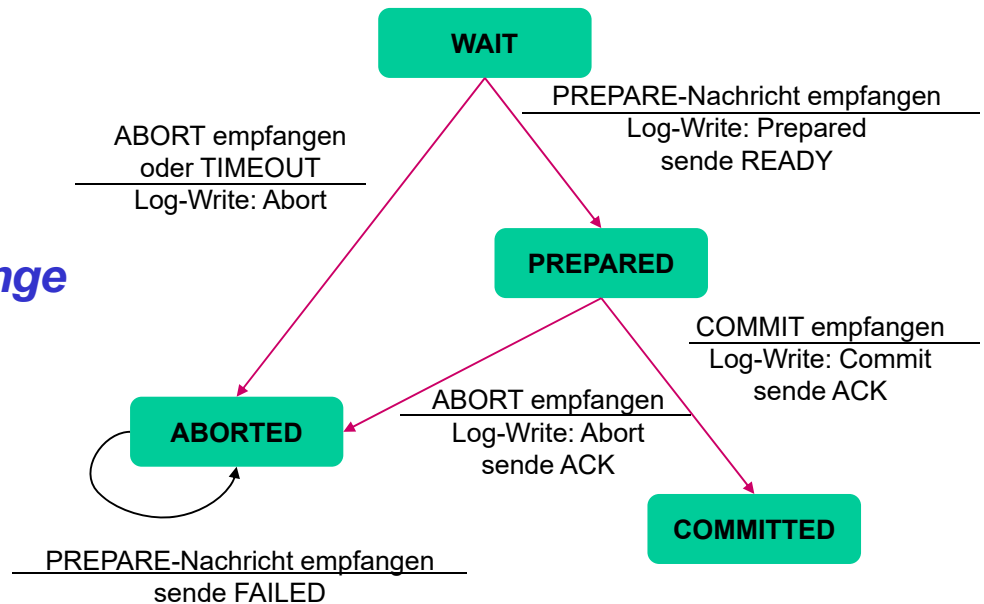 WAIT
PREPARE-Nachricht empfangen
Log-Write: Prepared
sende READY
ABORT empfangen
oder TIMEOUT
Log-Write: Abort
PREPARED
nge
COMMIT empfangen
Log-Write: Commit
sende ACK
ABORT empfangen
Log-Write: Abort
sende ACK
ABORTED
COMMITTED
PREPARE-Nachricht empfangen
sende FAILED